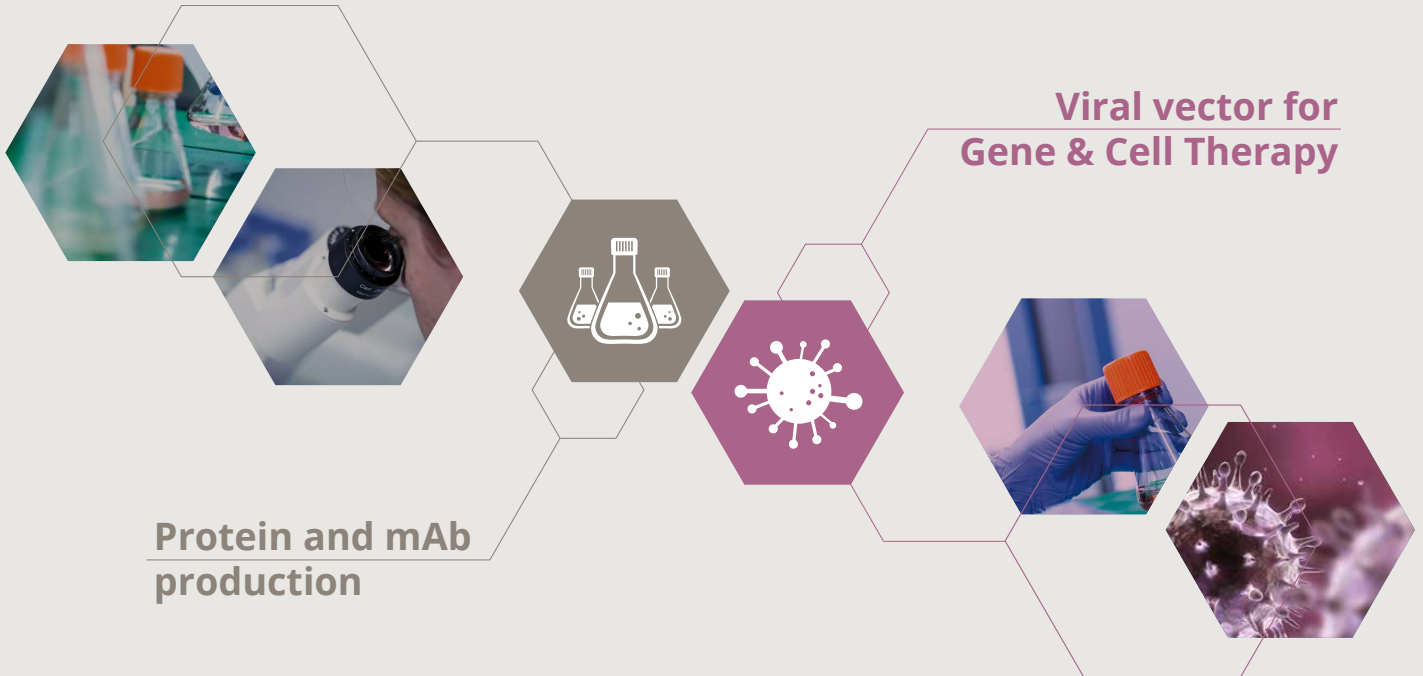 Viral vector for
Gene & Cell Therapy
Protein and mAb
production